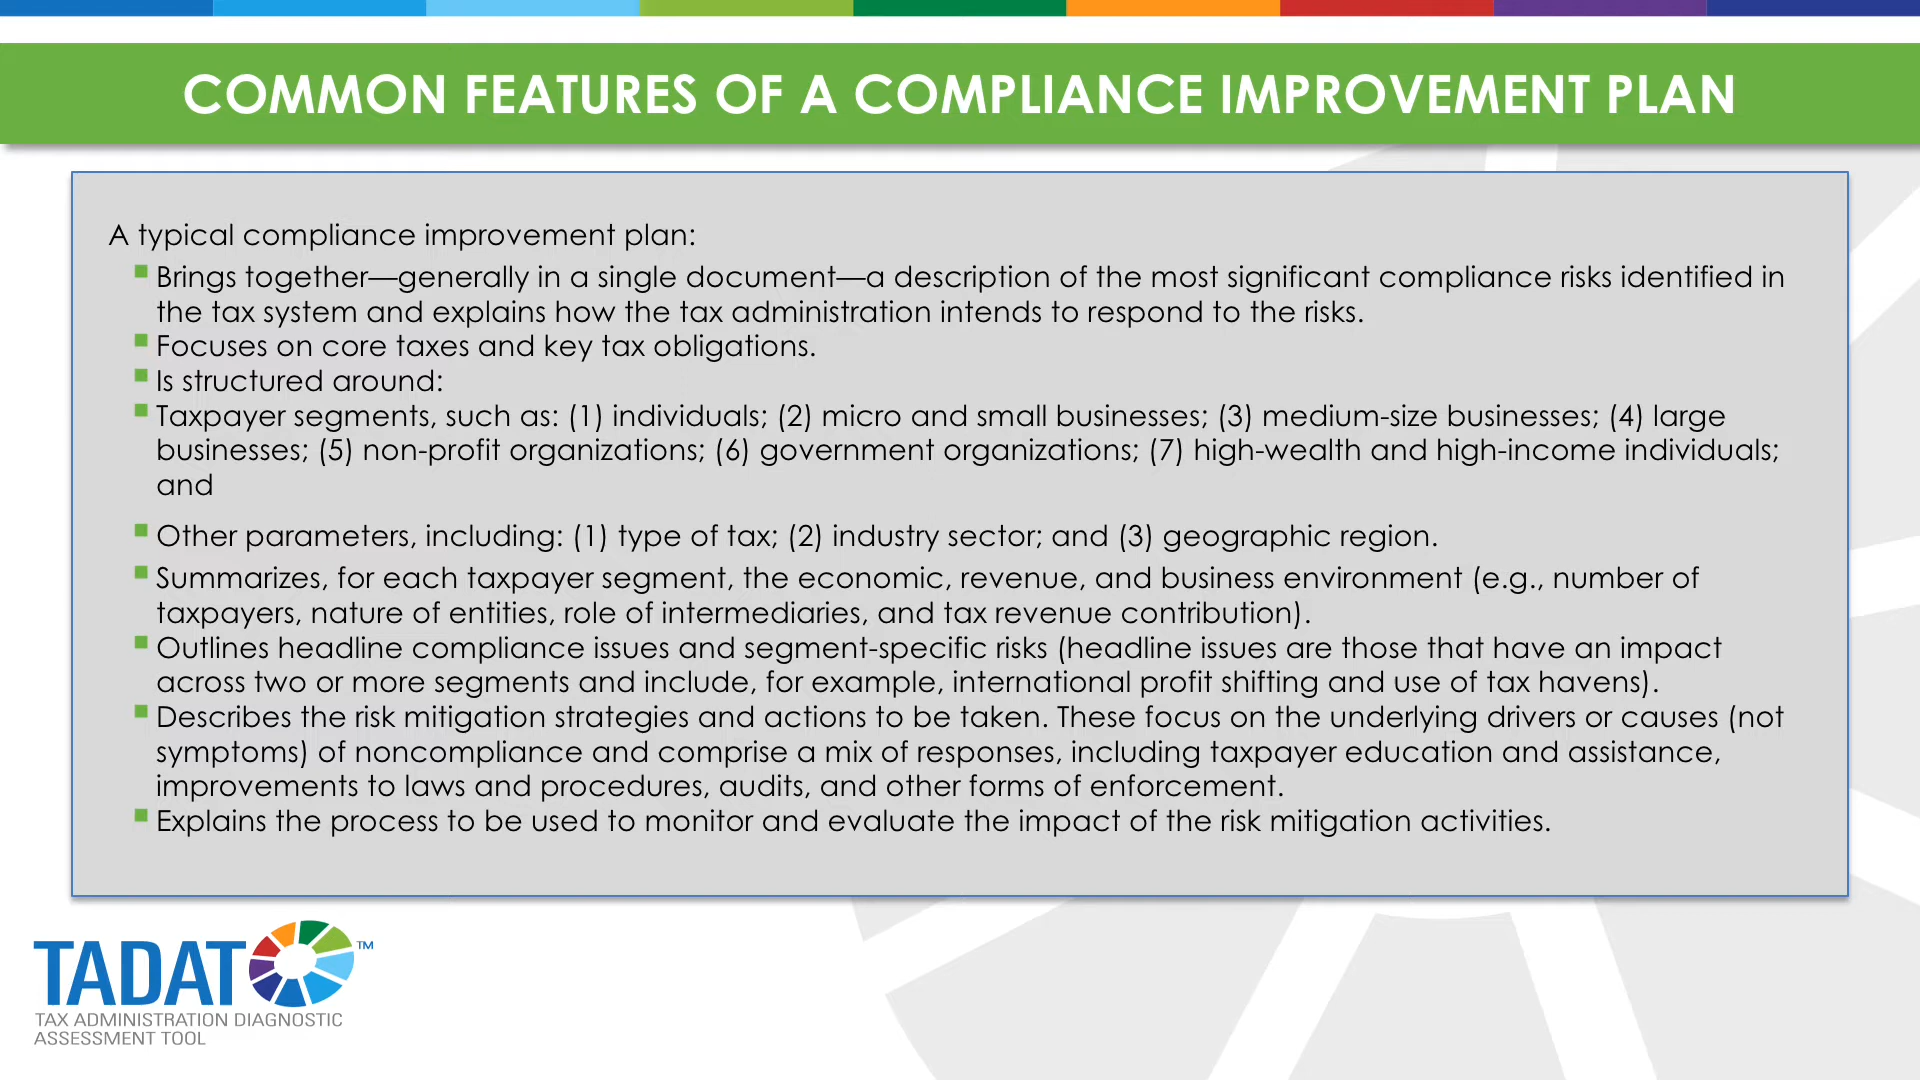 COMMON FEATURES OF A COMPLIANCE IMPROVEMENT PLAN
A typical compliance improvement plan:
Brings together—generally in a single document—a description of the most significant compliance risks identified in
the tax system and explains how the tax administration intends to respond to the risks.
Focuses on core taxes and key tax obligations.
Is structured around:
Taxpayer segments, such as: (1) individuals; (2) micro and small businesses; (3) medium-size businesses; (4) large
businesses; (5) non-profit organizations; (6) government organizations; (7) high-wealth and high-income individuals;
and
Other parameters, including: (1) type of tax; (2) industry sector; and (3) geographic region.
Summarizes, for each taxpayer segment, the economic, revenue, and business environment (e.g., number of
taxpayers, nature of entities, role of intermediaries, and tax revenue contribution).
Outlines headline compliance issues and segment-specific risks (headline issues are those that have an impact
across two or more segments and include, for example, international profit shifting and use of tax havens).
Describes the risk mitigation strategies and actions to be taken. These focus on the underlying drivers or causes (not
symptoms) of noncompliance and comprise a mix of responses, including taxpayer education and assistance,
improvements to laws and procedures, audits, and other forms of enforcement.
Explains the process to be used to monitor and evaluate the impact of the risk mitigation activities.
TADAT™
TAX ADMINISTRATION DIAGNOSTIC
ASSESSMENT TOOL